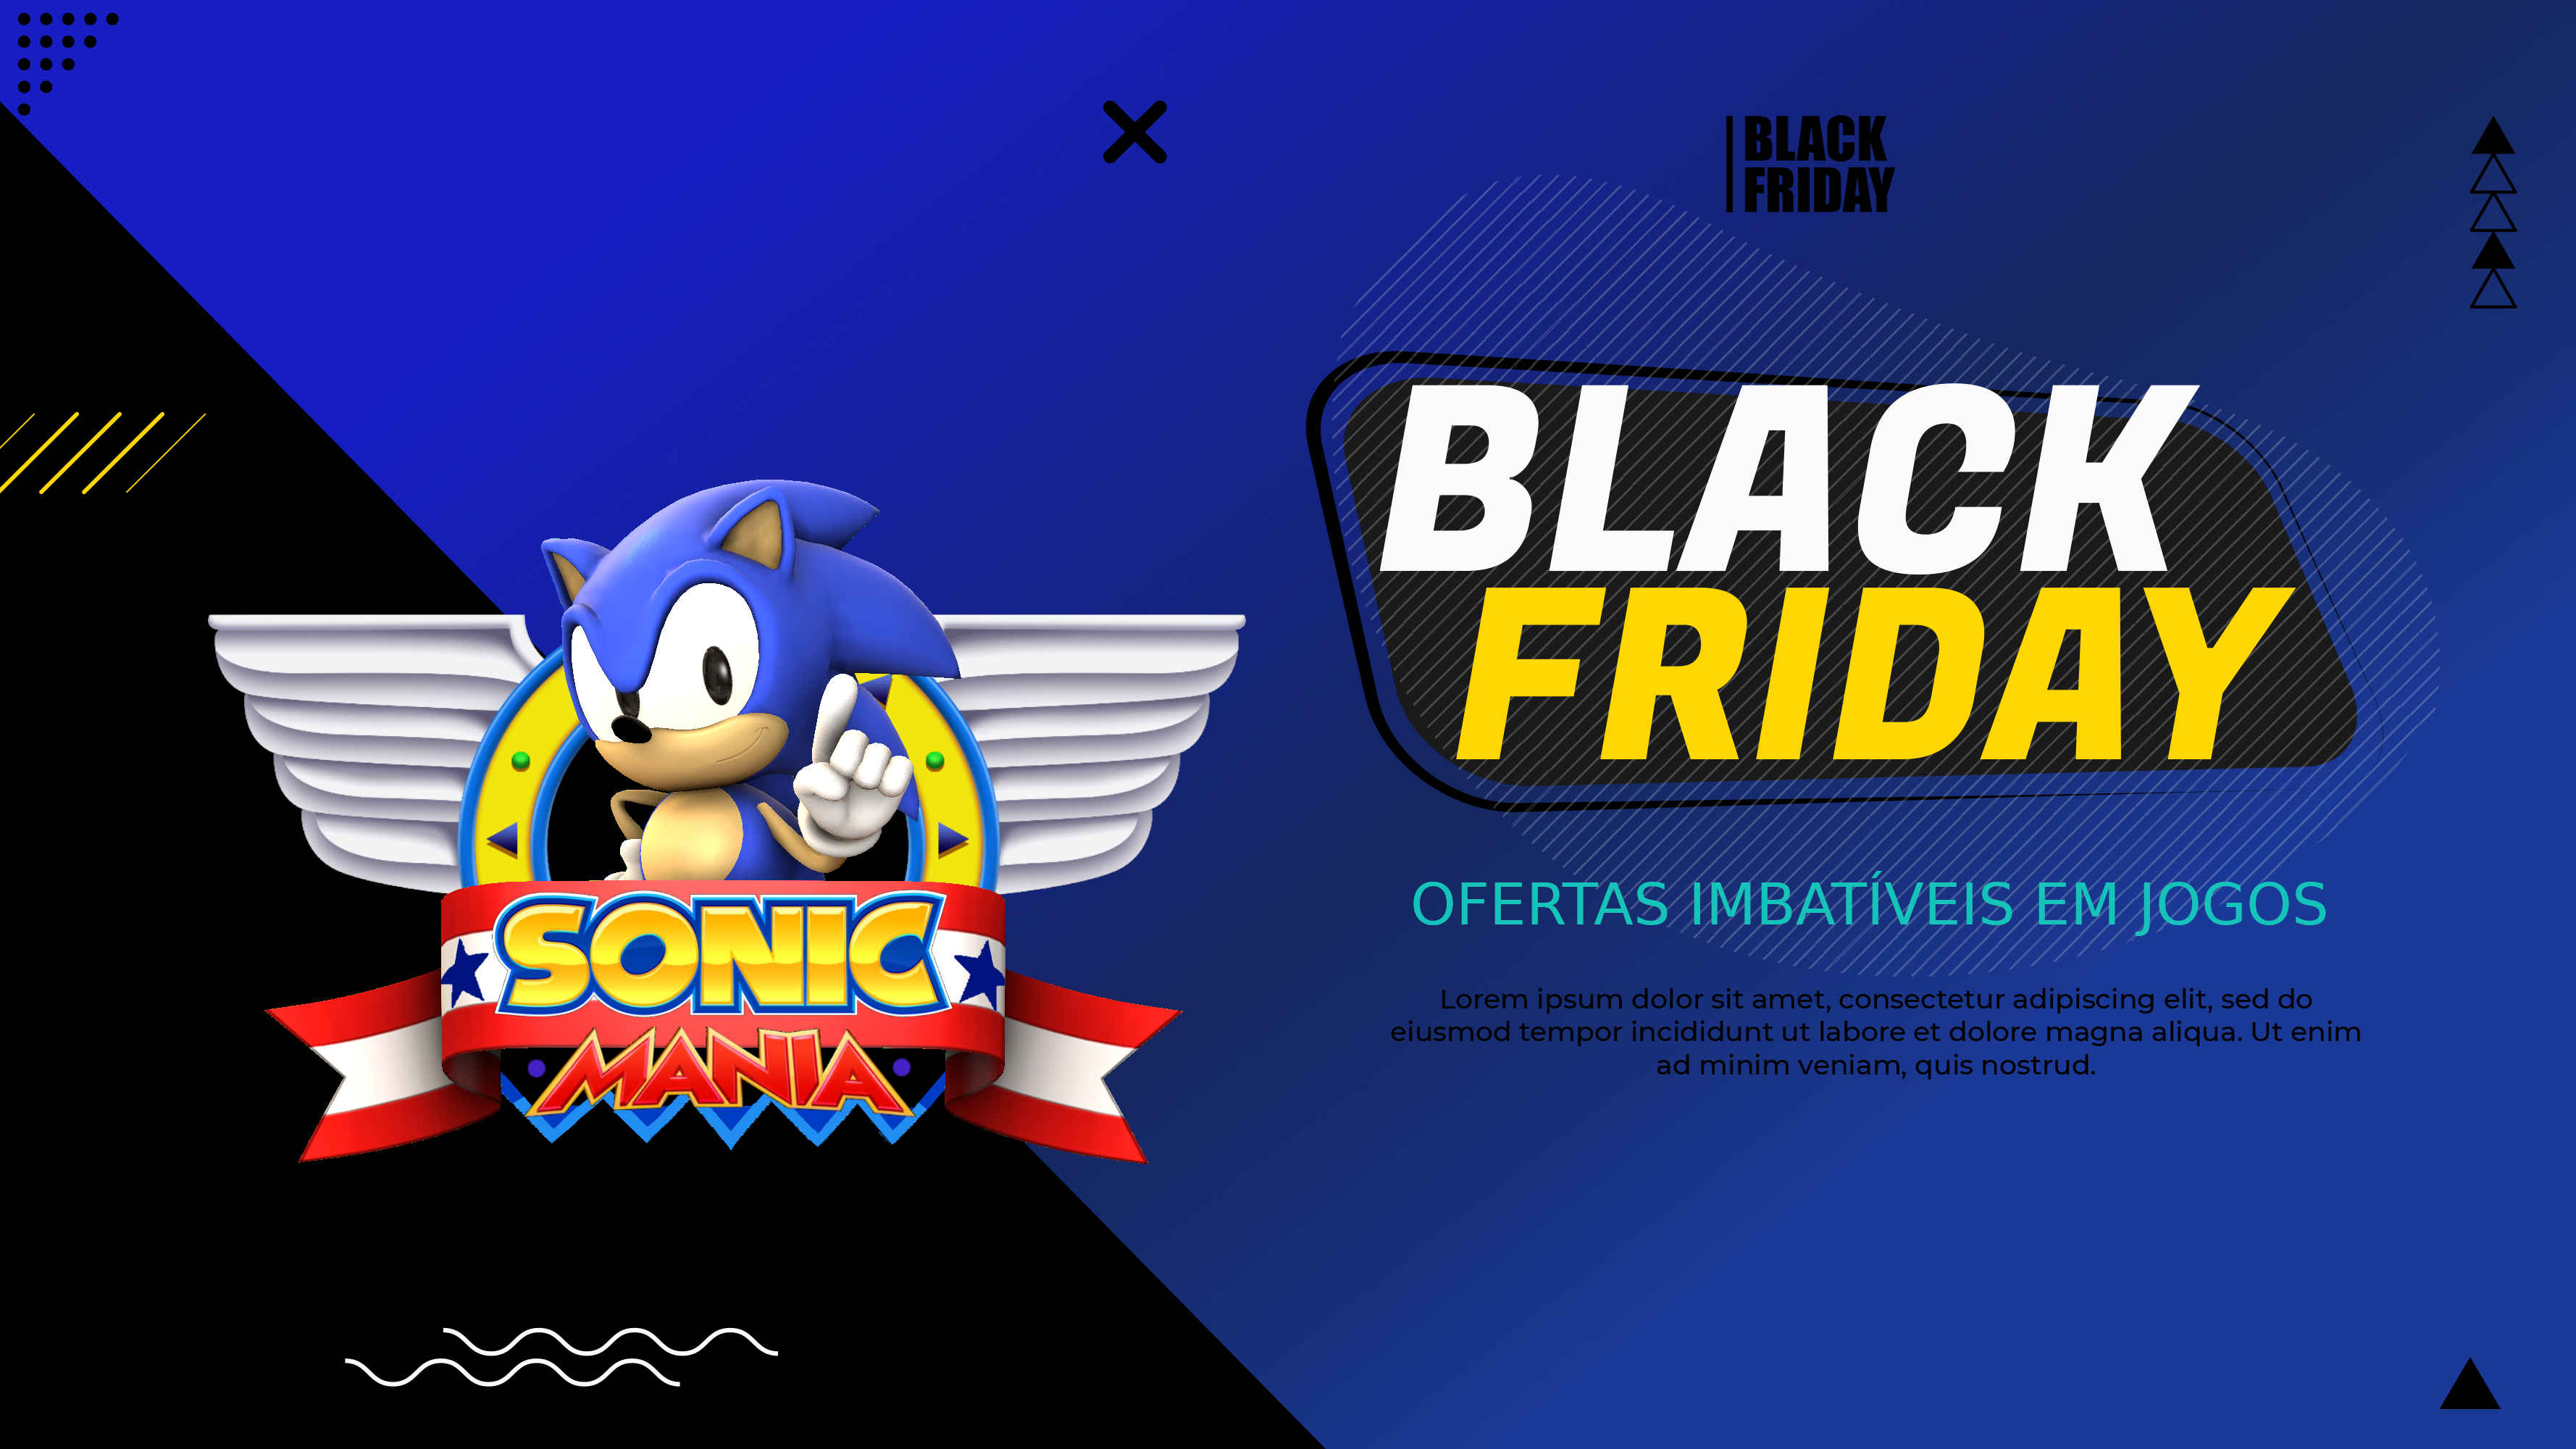 BLACK
FRIDAY
BLACK
FRIDAY
SONIC
MANIA
OFERTAS IMBATÍVEIS EM JOGOS
Lorem ipsum dolor sit amet, consectetur adipiscing elit, sed do
eiusmod tempor incididunt ut labore et dolore magna aliqua. Ut enim
ad minim veniam, quis nostrud.